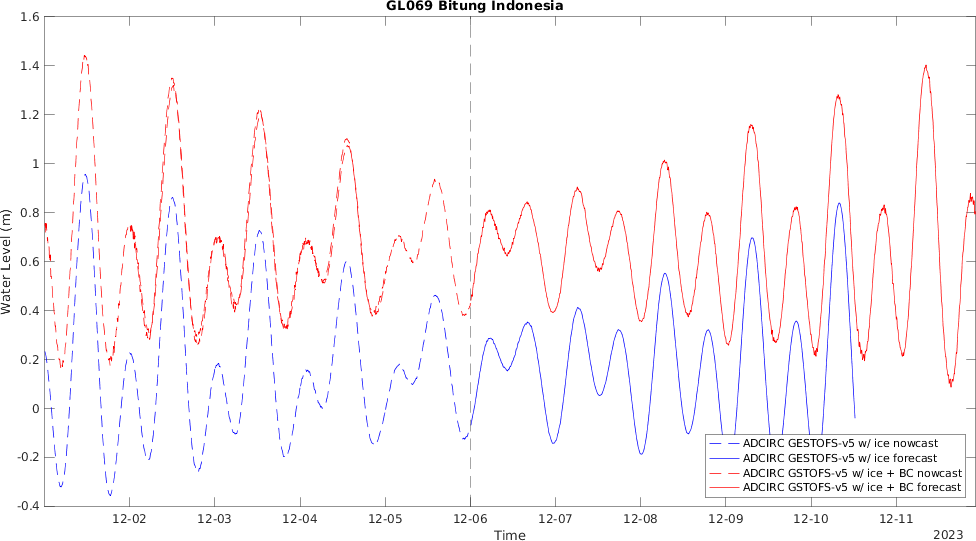 GL069 Bitung Indonesia
1.6
1.4
1.2
1
0.8
0.6
0.4
0.2
0
-0.2
-0.4
Water Level (m)
ADCIRC GESTOFS-v5 w/ ice nowcast
ADCIRC GESTOFS-v5 w/ ice forecast
ADCIRC GSTOFS-v5 w/ ice + BC nowcast
ADCIRC GSTOFS-v5 w/ ice + BC forecast
12-02 12-03 12-04 12-05 12-06 12-07 12-08 12-09 12-10 12-11
Time
2023